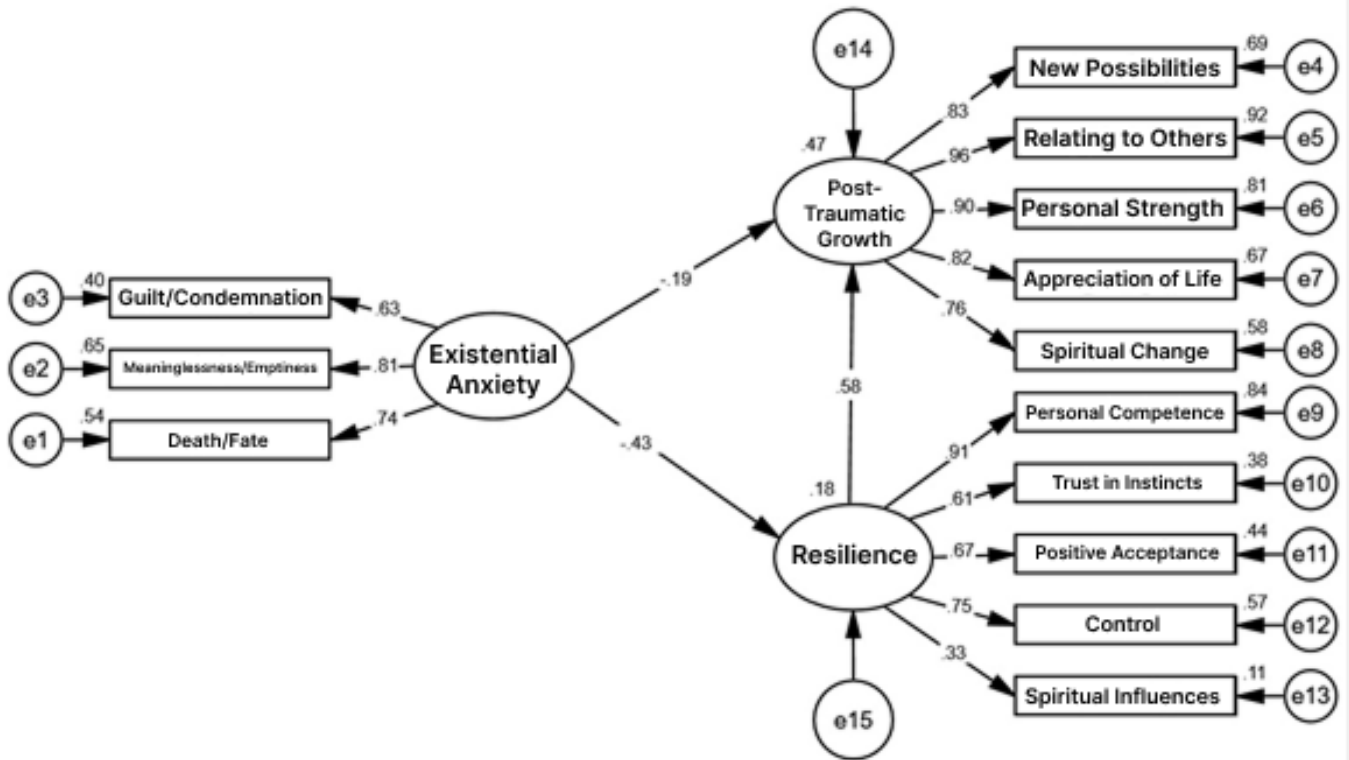 e14
.69
New Possibilities
e4
.83
.92
Relating to Others
e5
.47
.96
Post-
Traumatic
Growth
.81
.90
Personal Strength
e6
.67
.82
Appreciation of Life
e7
-.19
.76
.58
Spiritual Change
e8
.40
e3
Guilt/Condemnation
.63
.65
e2
Meaninglessness/Emptiness
.81
Existential
Anxiety
.54
e1
Death/Fate
.74
.58
-.43
.84
Personal Competence
e9
.91
.18
.38
.61
Trust in Instincts
e10
Resilience
.44
.67
Positive Acceptance
e11
.57
.75
Control
e12
.33
.11
Spiritual Influences
e13
e15